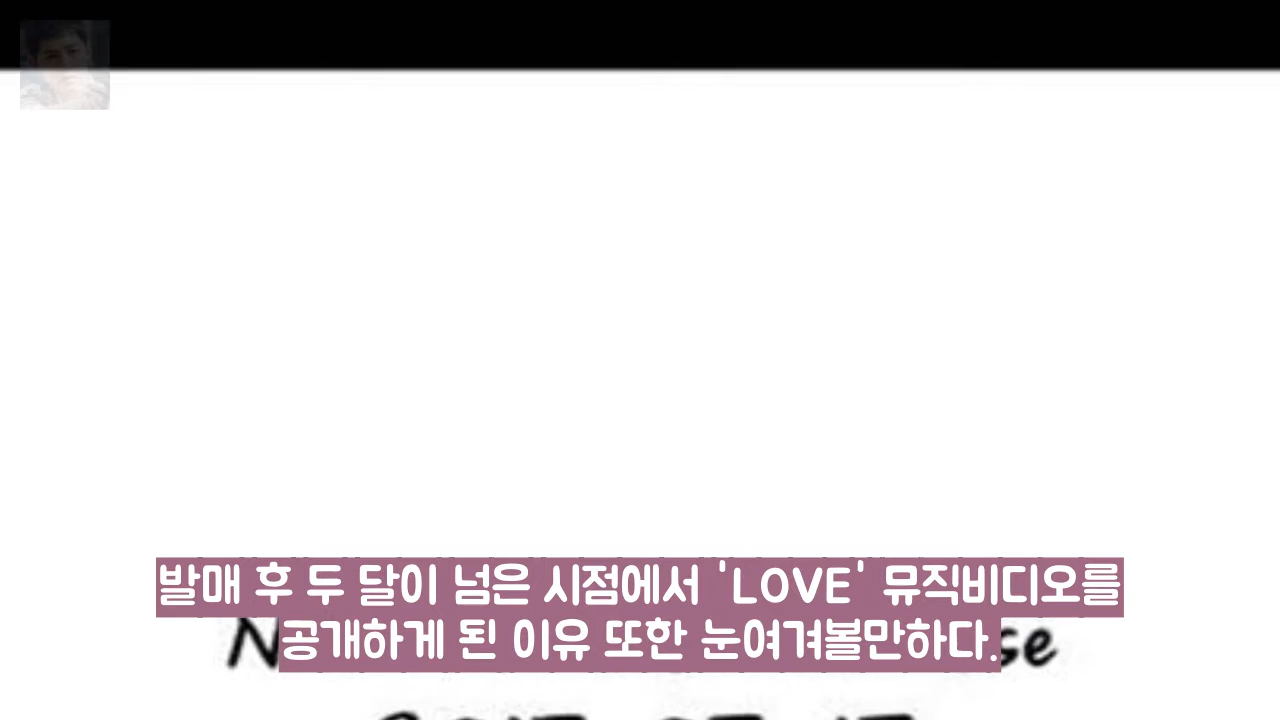 발매 후 두 달이 넘은 시점에서 'LOVE' 뮤직비디오를
공개하게 된 이유 또한 눈여겨볼만하다.